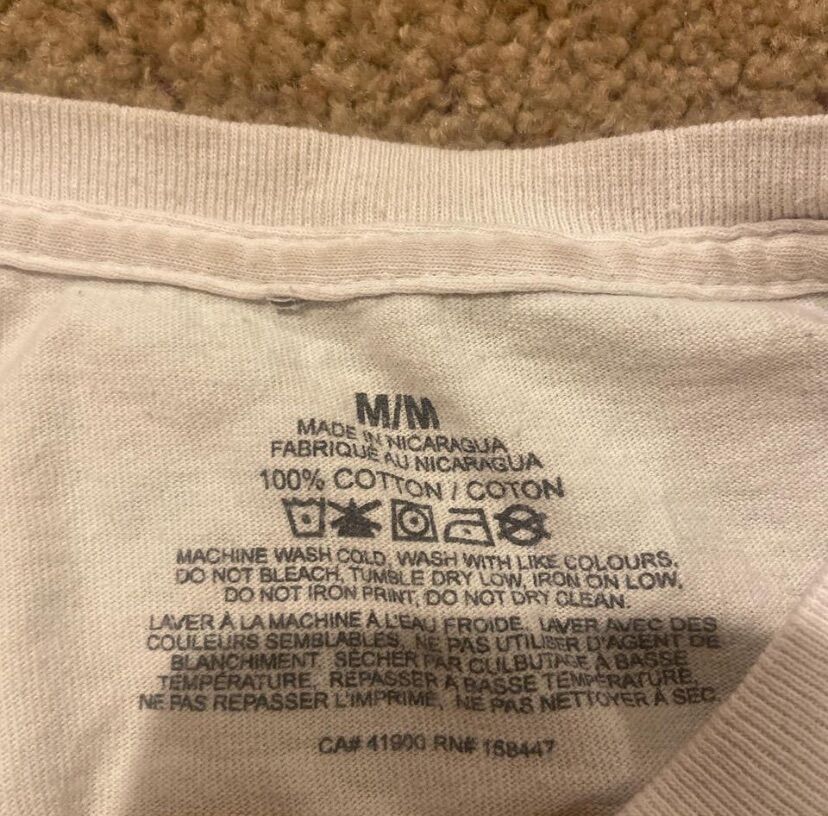 M/M
MADE IN NICARAGUA
FABRIQUÉ AU NICARAGUA
100% COTTON / COTON
MACHINE WASH COLD, WASH WITH LIKE COLOURS.
DO NOT BLEACH, TUMBLE DRY LOW, IRON ON LOW,
DO NOT IRON PRINT, DO NOT DRY CLEAN.
LAVER À LA MACHINE À L'EAU FROIDE. LAVER AVEC DES
COULEURS SEMBLABLES, NE PAS UTILISER D'AGENT DE
BLANCHIMENT. SÉCHER PAR CULBUTAGE À BASSE
TEMPÉRATURE, REPASSER À BASSE TEMPÉRATURE,
NE PAS REPASSER L'IMPRIMÉ, NE PAS NETTOYER À SEC.
CA# 41900 RN# 158447